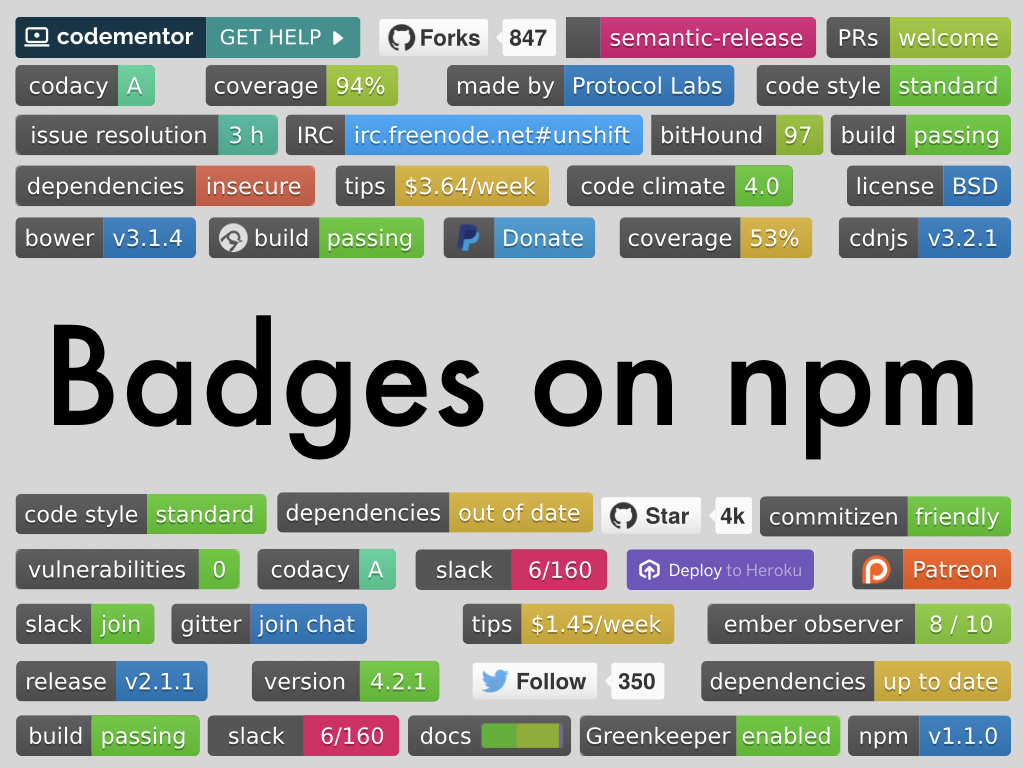 codementor GET HELP Forks 847 semantic-release PRs welcome
codacy A coverage 94% made by Protocol Labs code style standard
issue resolution 3 h IRC irc.freenode.net#unshift bitHound 97 build passing
dependencies insecure tips $3.64/week code climate 4.0 license BSD
bower v3.1.4 build passing Donate coverage 53% cdnjs v3.2.1
Badges on npm
code style standard dependencies out of date Star 4k commitizen friendly
vulnerabilities 0 codacy A slack 6/160 Deploy to Heroku Patreon
slack join gitter join chat tips $1.45/week ember observer 8 / 10
release v2.1.1 version 4.2.1 Follow 350 dependencies up to date
build passing slack 6/160 docs Greenkeeper enabled npm v1.1.0